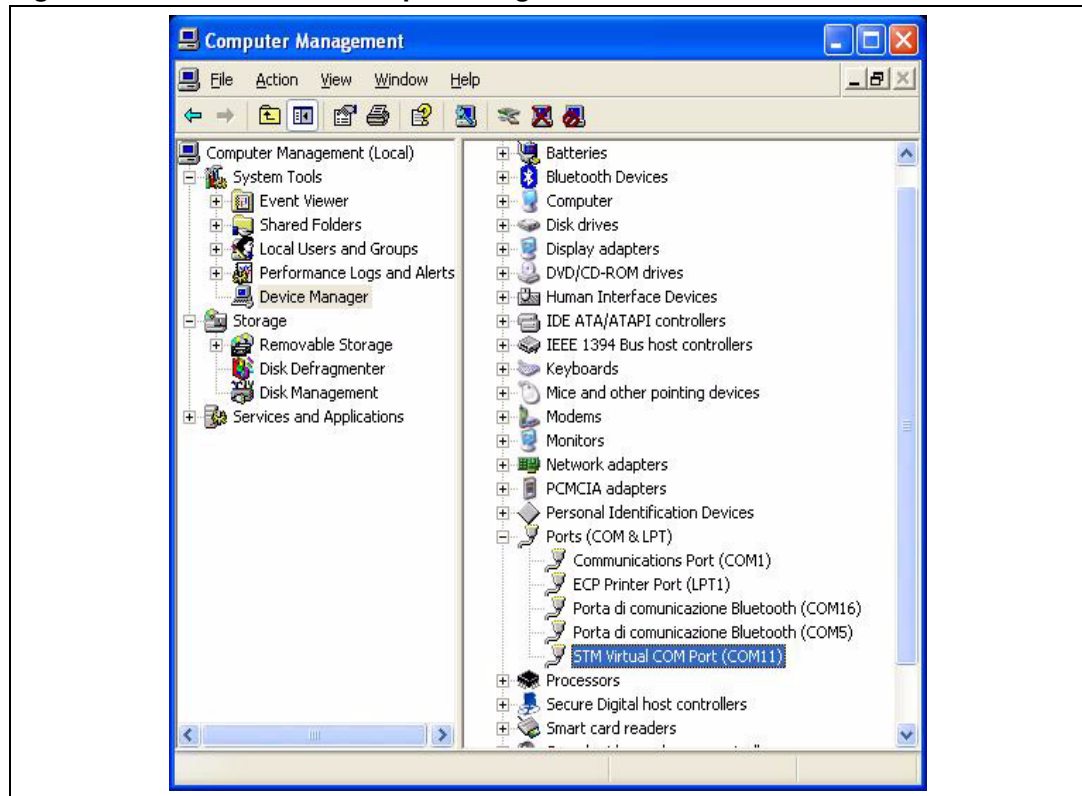 Computer Management
File Action View Window Help
Computer Management (Local)
System Tools
Event Viewer
Shared Folders
Local Users and Groups
Performance Logs and Alerts
Device Manager
Storage
Removable Storage
Disk Defragmenter
Disk Management
Services and Applications
Batteries
Bluetooth Devices
Computer
Disk drives
Display adapters
DVD/CD-ROM drives
Human Interface Devices
IDE ATA/ATAPI controllers
IEEE 1394 Bus host controllers
Keyboards
Mice and other pointing devices
Modems
Monitors
Network adapters
PCMCIA adapters
Personal Identification Devices
Ports (COM & LPT)
Communications Port (COM1)
ECP Printer Port (LPT1)
Porta di comunicazione Bluetooth (COM16)
Porta di comunicazione Bluetooth (COM5)
STM Virtual COM Port (COM11)
Processors
Secure Digital host controllers
Smart card readers